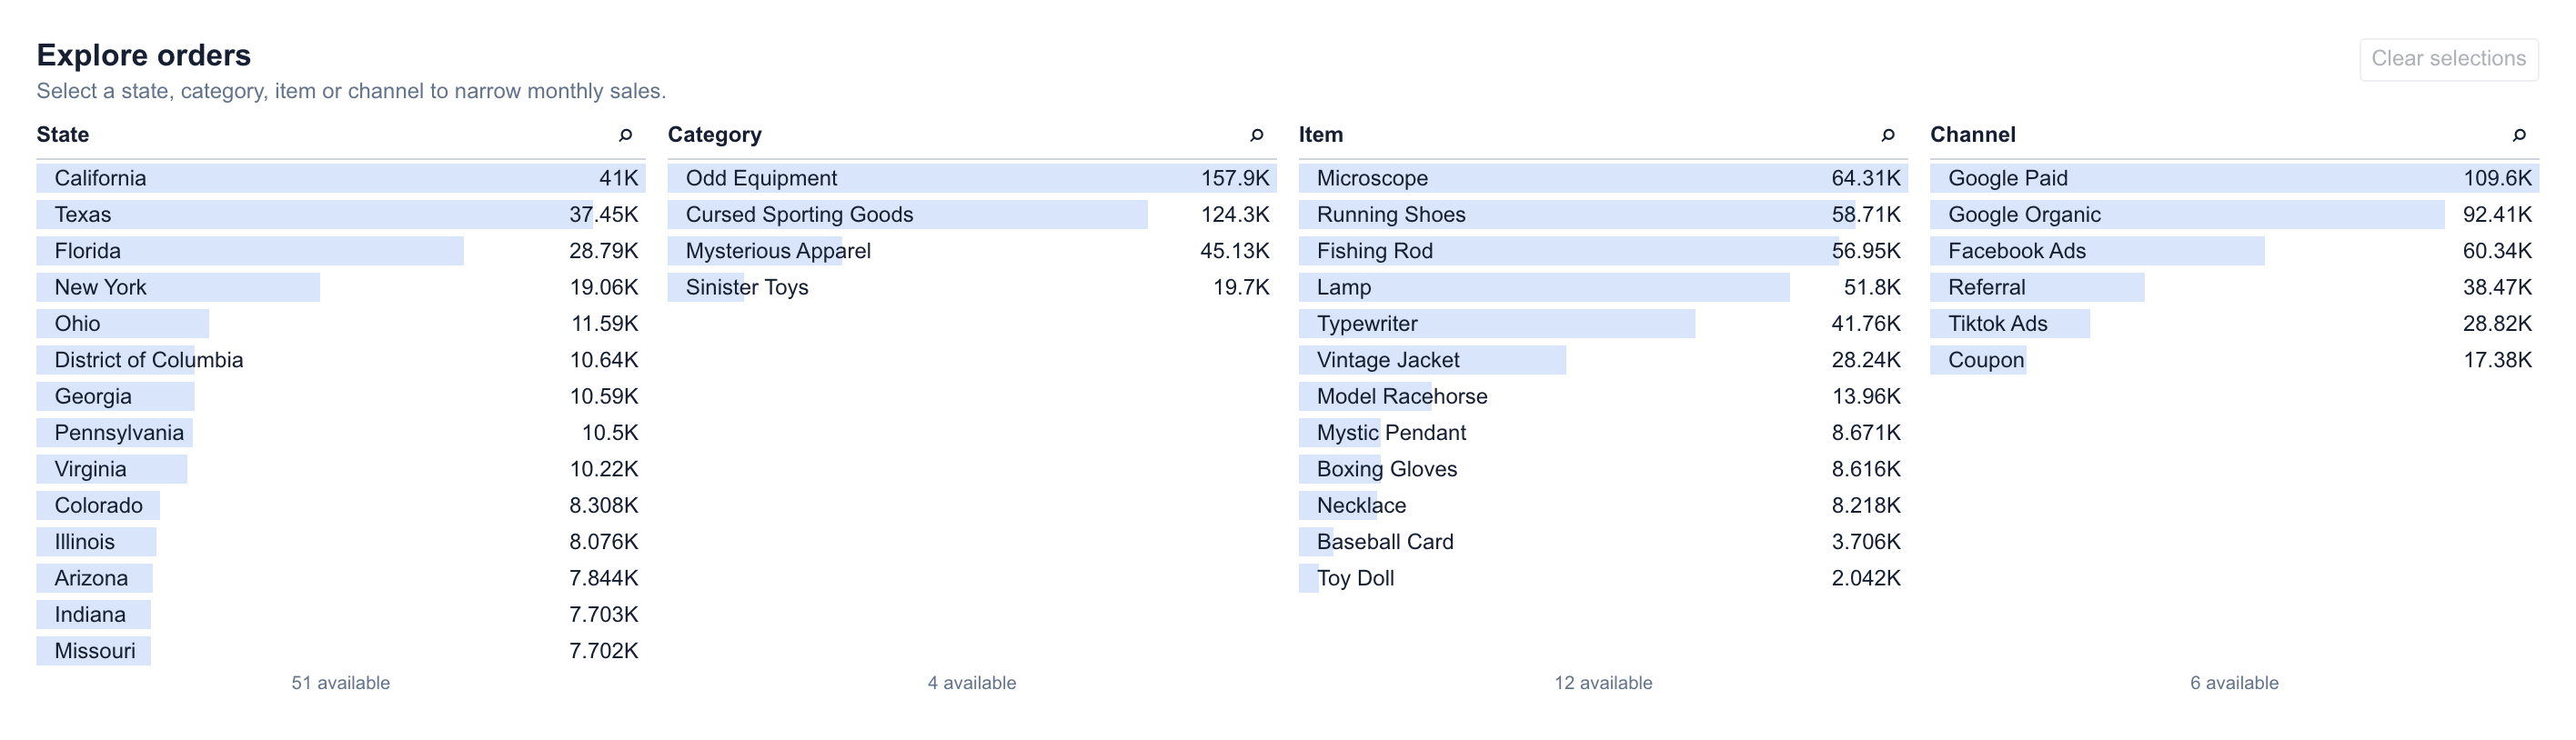 Explore orders
Clear selections
Select a state, category, item or channel to narrow monthly sales.
State
California 41K
Texas 37.45K
Florida 28.79K
New York 19.06K
Ohio 11.59K
District of Columbia 10.64K
Georgia 10.59K
Pennsylvania 10.5K
Virginia 10.22K
Colorado 8.308K
Illinois 8.076K
Arizona 7.844K
Indiana 7.703K
Missouri 7.702K
51 available
Category
Odd Equipment 157.9K
Cursed Sporting Goods 124.3K
Mysterious Apparel 45.13K
Sinister Toys 19.7K
4 available
Item
Microscope 64.31K
Running Shoes 58.71K
Fishing Rod 56.95K
Lamp 51.8K
Typewriter 41.76K
Vintage Jacket 28.24K
Model Racehorse 13.96K
Mystic Pendant 8.671K
Boxing Gloves 8.616K
Necklace 8.218K
Baseball Card 3.706K
Toy Doll 2.042K
12 available
Channel
Google Paid 109.6K
Google Organic 92.41K
Facebook Ads 60.34K
Referral 38.47K
Tiktok Ads 28.82K
Coupon 17.38K
6 available